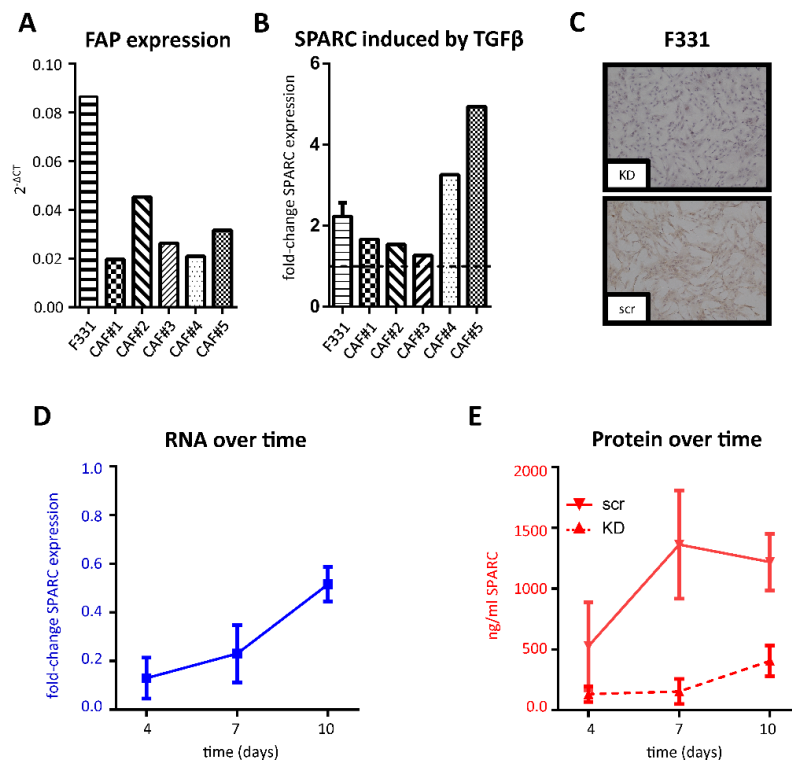 A
FAP expression
0.10
0.08
0.06
0.04
0.02
0.00
2^-ΔCT
F331
CAF#1
CAF#2
CAF#3
CAF#4
CAF#5
B
SPARC induced by TGFβ
6
4
2
0
fold-change SPARC expression
F331
CAF#1
CAF#2
CAF#3
CAF#4
CAF#5
C
F331
KD
scr
D
RNA over time
1.0
0.8
0.6
0.4
0.2
0.0
fold-change SPARC expression
4
7
10
time (days)
E
Protein over time
2000
1500
1000
500
0.0
ng/ml SPARC
scr
KD
4
7
10
time (days)